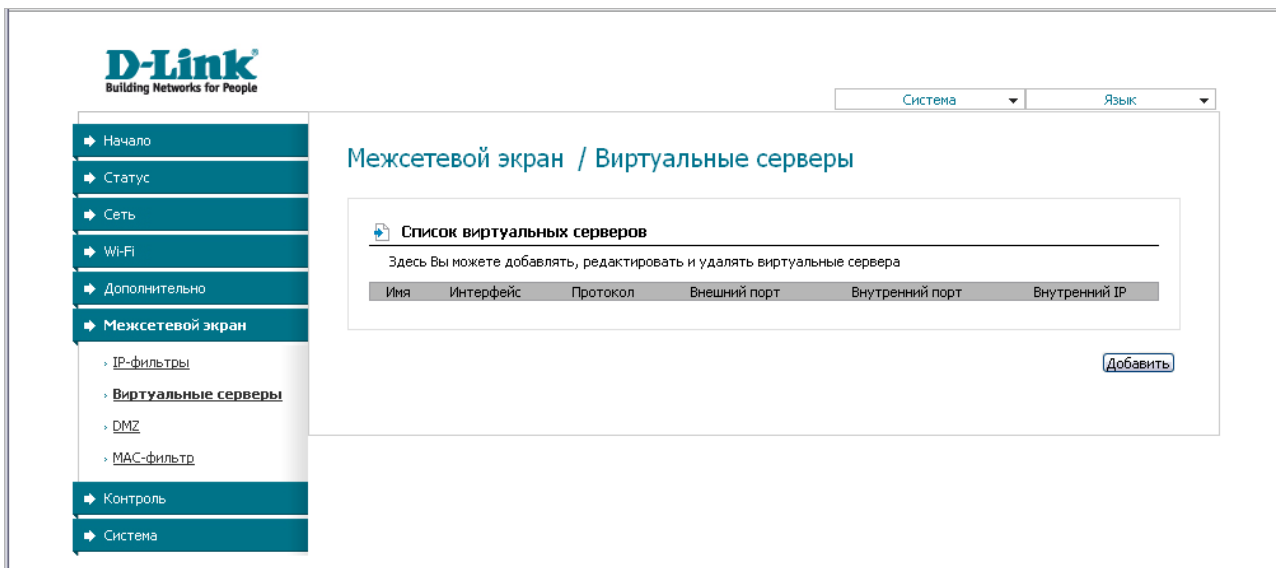 D-Link
Building Networks for People
Система Язык
Начало
Статус
Сеть
Wi-Fi
Дополнительно
Межсетевой экран
IP-фильтры
Виртуальные серверы
DMZ
MAC-фильтр
Контроль
Система
Межсетевой экран / Виртуальные серверы
Список виртуальных серверов
Здесь Вы можете добавлять, редактировать и удалять виртуальные сервера
Имя Интерфейс Протокол Внешний порт Внутренний порт Внутренний IP
Добавить